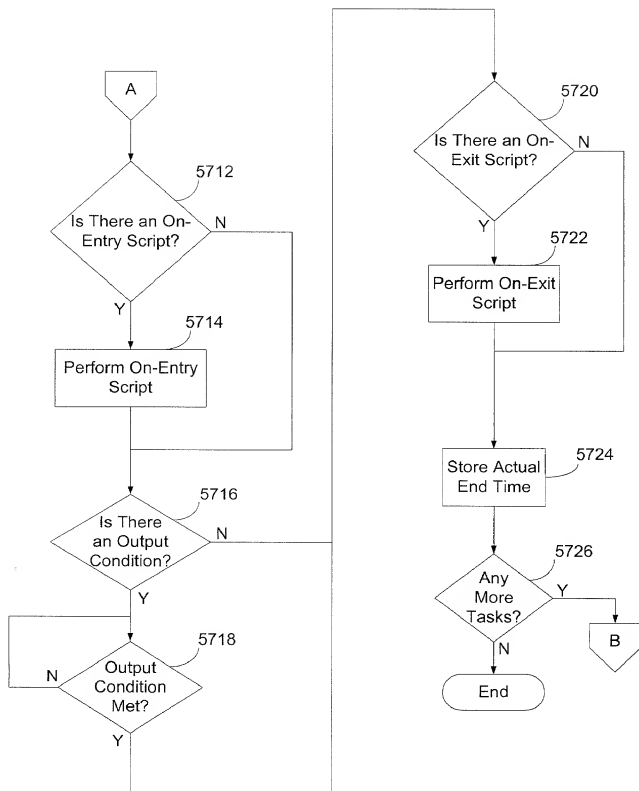 A
5712
Is There an On-
Entry Script?
N
Y
5714
Perform On-Entry
Script
5716
Is There
an Output
Condition?
N
Y
5718
Output
Condition
Met?
N
Y
5720
Is There an On-
Exit Script?
N
Y
5722
Perform On-Exit
Script
5724
Store Actual
End Time
5726
Any
More
Tasks?
Y
B
N
End